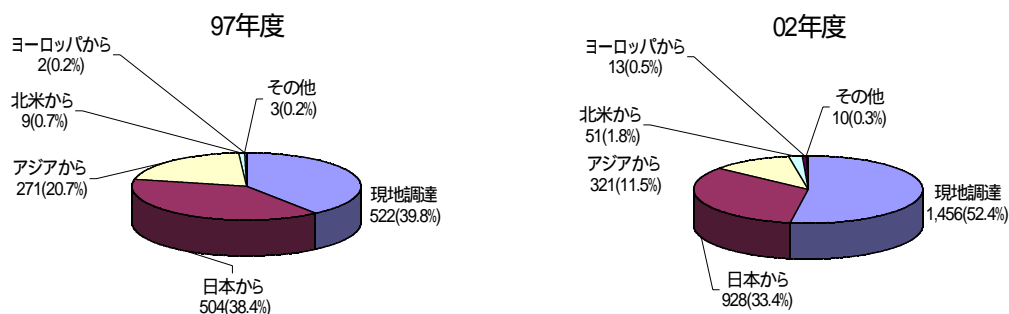 97年度
ヨーロッパから
2(0.2%)
その他
3(0.2%)
北米から
9(0.7%)
アジアから
271(20.7%)
現地調達
522(39.8%)
日本から
504(38.4%)
02年度
ヨーロッパから
13(0.5%)
その他
10(0.3%)
北米から
51(1.8%)
アジアから
321(11.5%)
現地調達
1,456(52.4%)
日本から
928(33.4%)